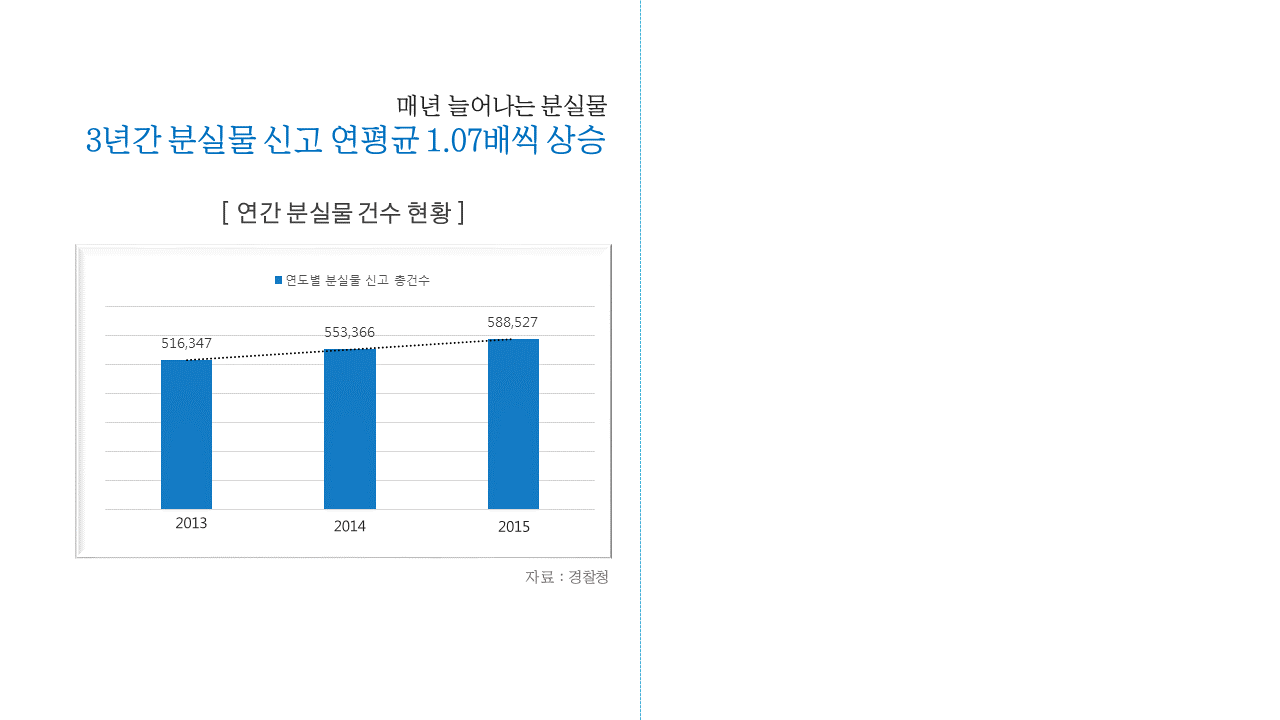 매년 늘어나는 분실물
3년간 분실물 신고 연평균 1.07배씩 상승
[ 연간 분실물 건수 현황 ]
연도별 분실물 신고 총건수
516,347
553,366
588,527
2013
2014
2015
자료 : 경찰청